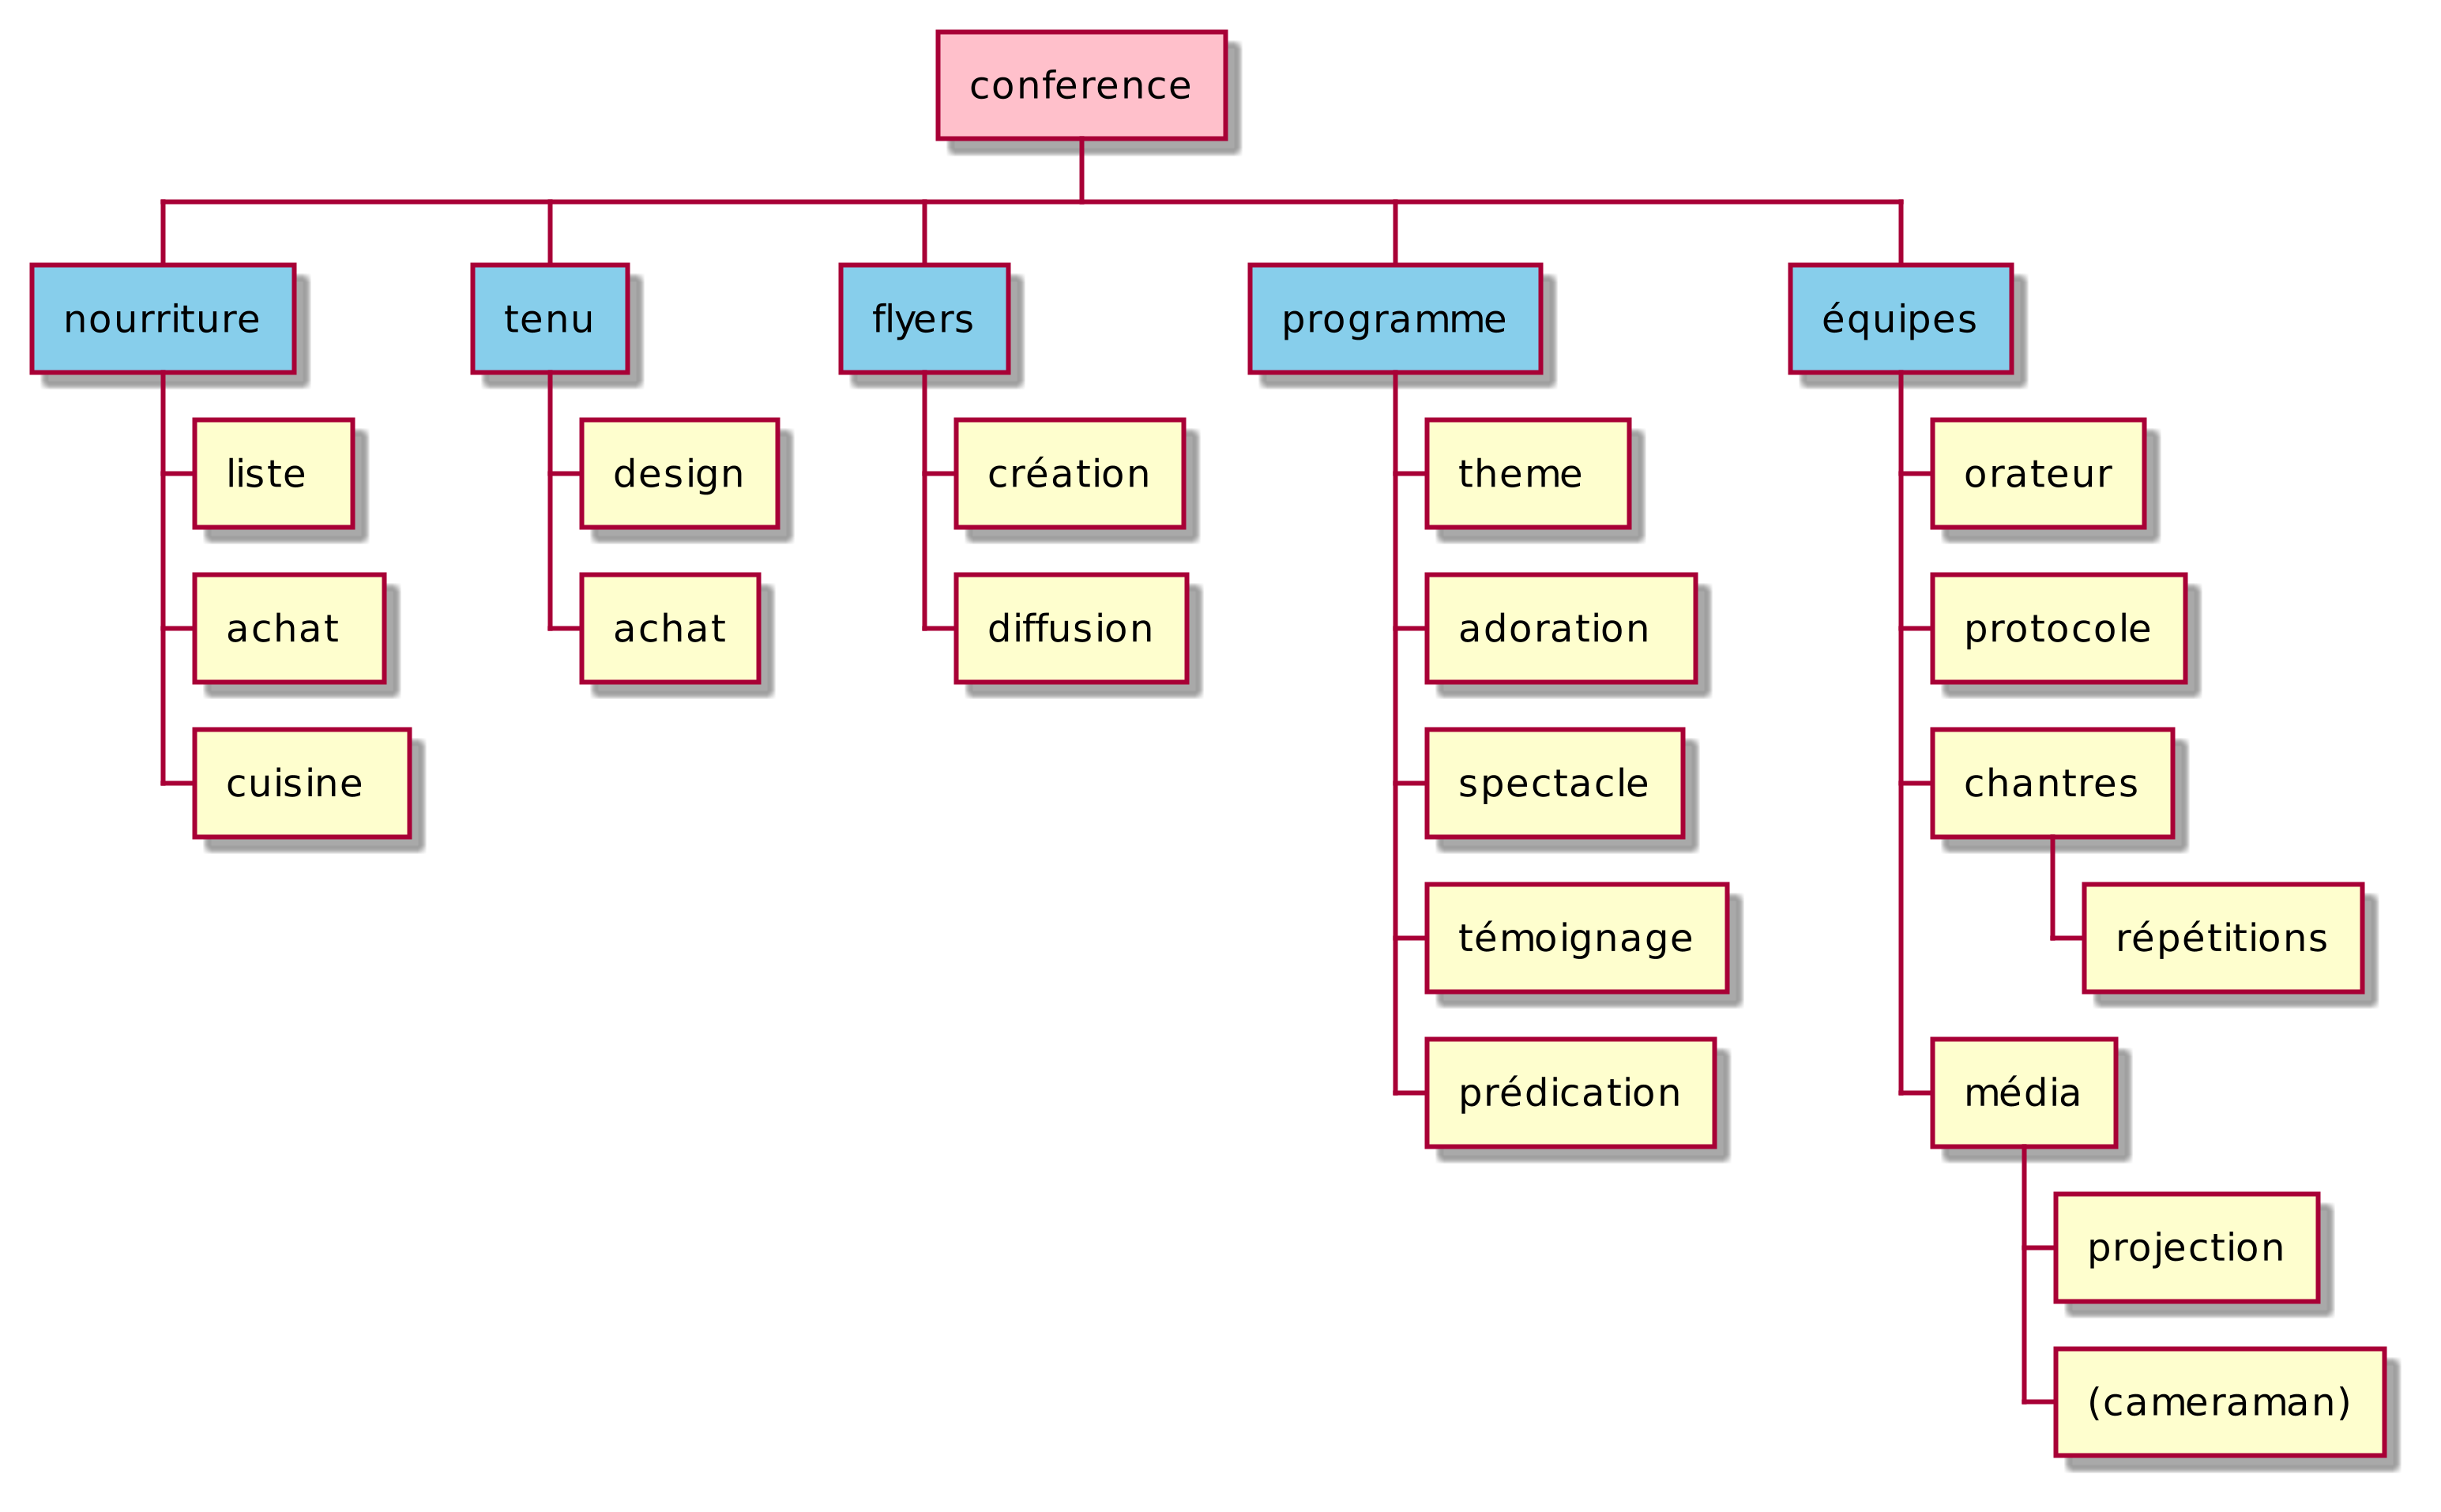 conference
nourriture
tenu
flyers
programme
équipes
liste
achat
cuisine
design
achat
création
diffusion
theme
adoration
spectacle
témoignage
prédication
orateur
protocole
chantres
répétitions
média
projection
(cameraman)